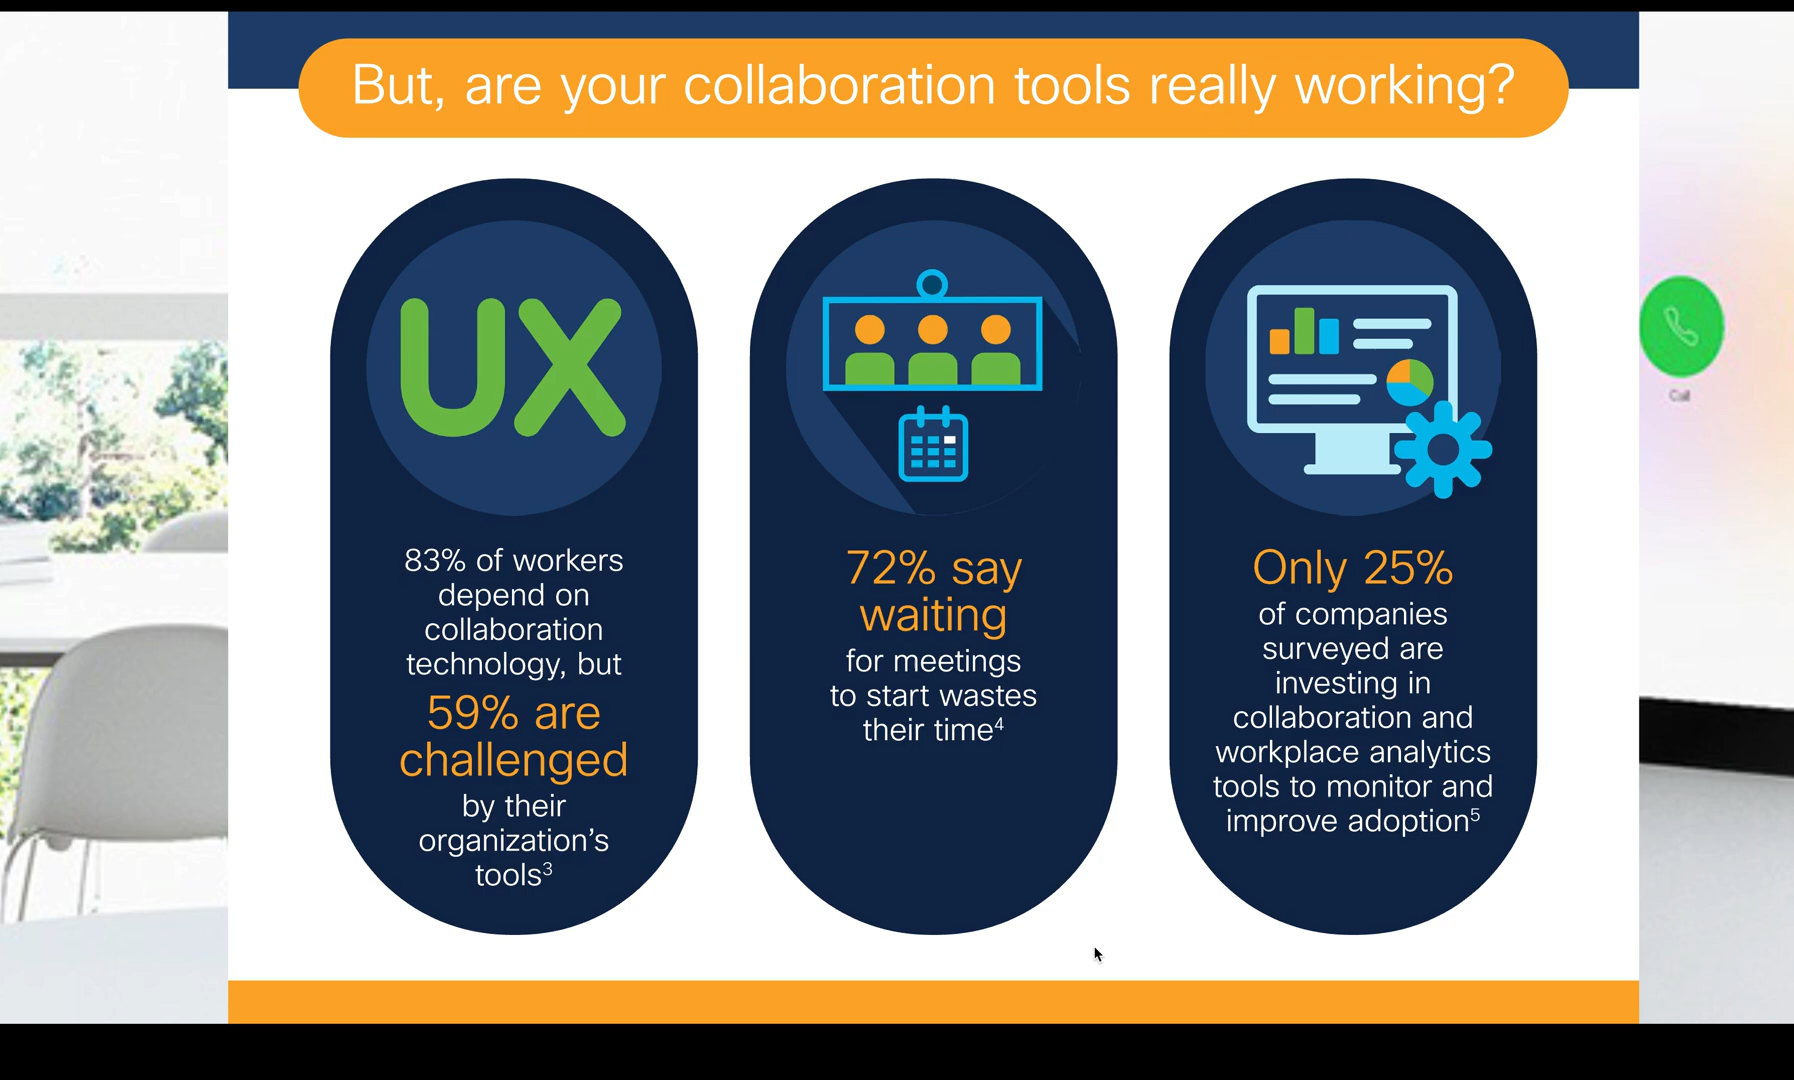 But, are your collaboration tools really working?
UX
83% of workers
depend on
collaboration
technology, but
59% are
challenged
by their
organization’s
tools³
72% say
waiting
for meetings
to start wastes
their time⁴
Only 25%
of companies
surveyed are
investing in
collaboration and
workplace analytics
tools to monitor and
improve adoption⁵
Call